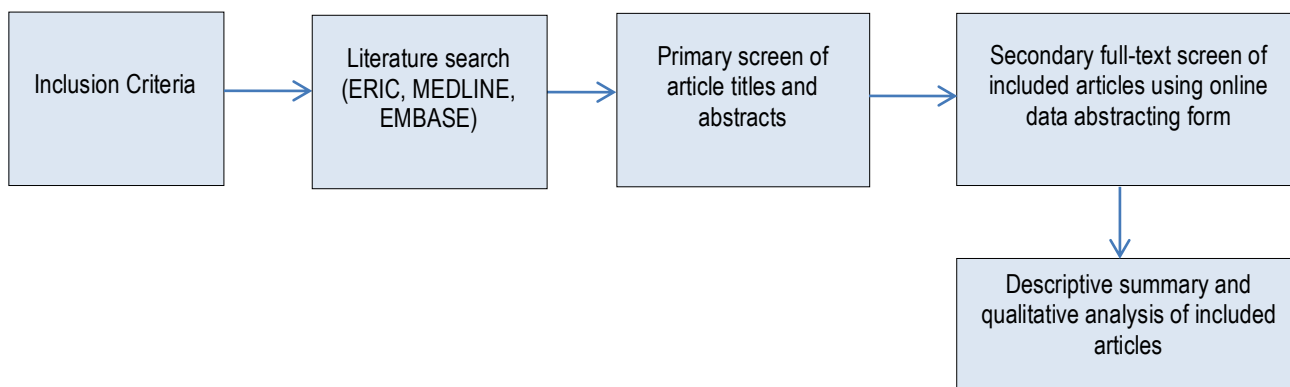 Inclusion Criteria
Literature search
(ERIC, MEDLINE,
EMBASE)
Primary screen of
article titles and
abstracts
Secondary full-text screen of
included articles using online
data abstracting form
Descriptive summary and
qualitative analysis of included
articles